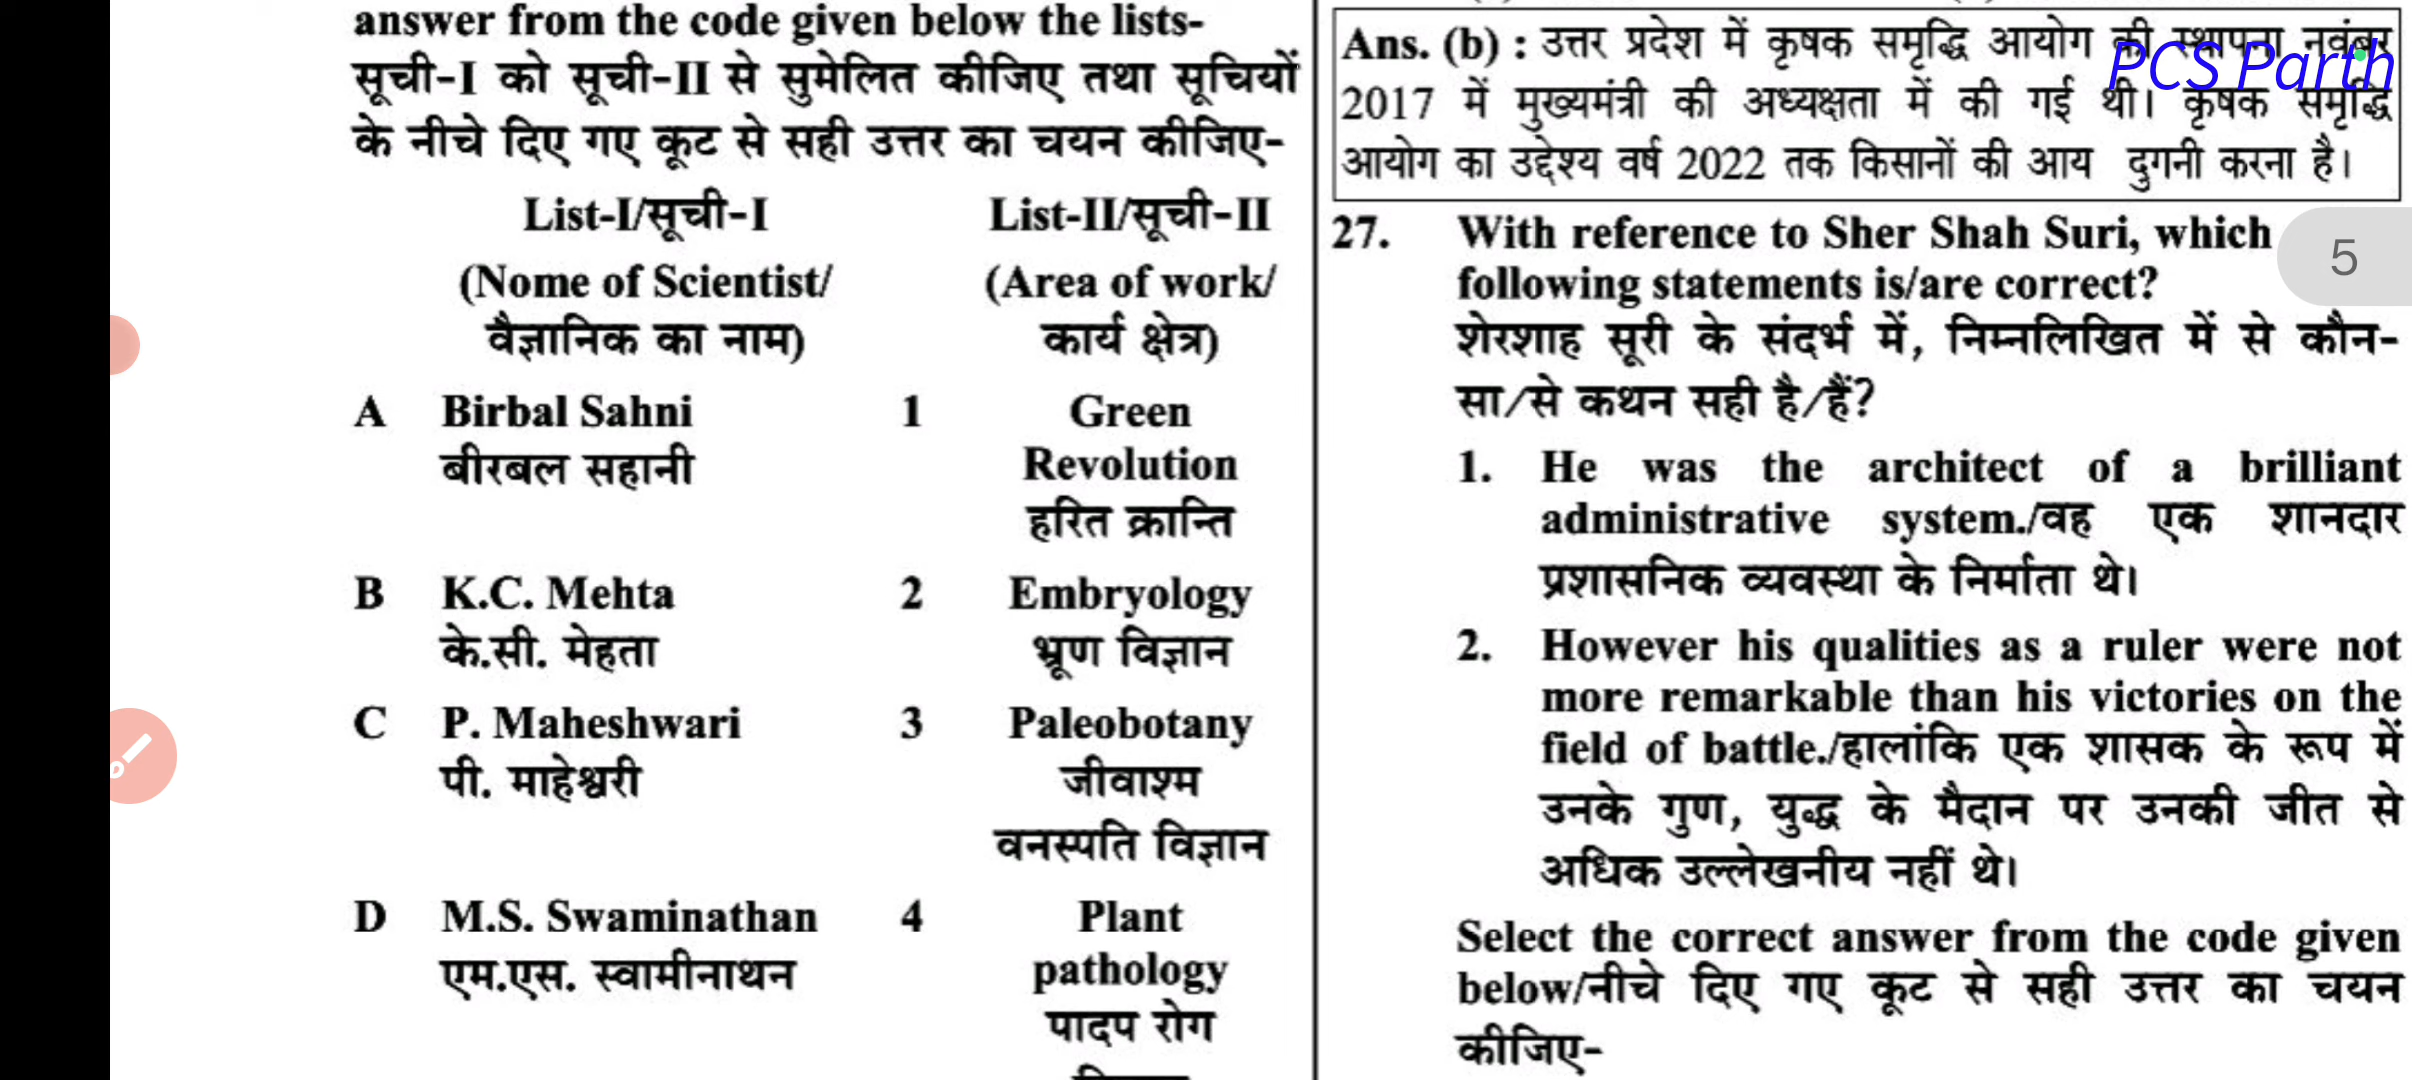 answer from the code given below the lists-
सूची-I को सूची-II से सुमेलित कीजिए तथा सूचियों
के नीचे दिए गए कूट से सही उत्तर का चयन कीजिए-
List-I/सूची-I List-II/सूची-II
(Nome of Scientist/ (Area of work/
वैज्ञानिक का नाम) कार्य क्षेत्र)
A Birbal Sahni 1 Green
बीरबल सहानी Revolution
हरित क्रान्ति
B K.C. Mehta 2 Embryology
के.सी. मेहता भ्रूण विज्ञान
C P. Maheshwari 3 Paleobotany
पी. माहेश्वरी जीवाश्म
वनस्पति विज्ञान
D M.S. Swaminathan 4 Plant
एम.एस. स्वामीनाथन pathology
पादप रोग
Ans. (b) : उत्तर प्रदेश में कृषक समृद्धि आयोग की स्थापना नवंबर
PCS Parth
2017 में मुख्यमंत्री की अध्यक्षता में की गई थी। कृषक समृद्धि
आयोग का उद्देश्य वर्ष 2022 तक किसानों की आय दुगनी करना है।
27. With reference to Sher Shah Suri, which
5
following statements is/are correct?
शेरशाह सूरी के संदर्भ में, निम्नलिखित में से कौन-
सा/से कथन सही है/हैं?
1. He was the architect of a brilliant
administrative system./वह एक शानदार
प्रशासनिक व्यवस्था के निर्माता थे।
2. However his qualities as a ruler were not
more remarkable than his victories on the
field of battle./हालांकि एक शासक के रूप में
उनके गुण, युद्ध के मैदान पर उनकी जीत से
अधिक उल्लेखनीय नहीं थे।
Select the correct answer from the code given
below/नीचे दिए गए कूट से सही उत्तर का चयन
कीजिए-